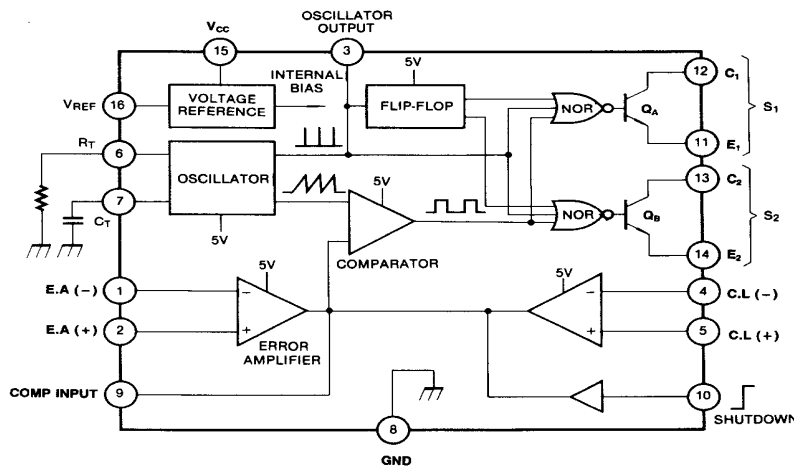 OSCILLATOR
OUTPUT
VCC
15
3
5V
12
C1
INTERNAL
BIAS
VREF
16
VOLTAGE
REFERENCE
FLIP-FLOP
NOR
QA
S1
RT
6
11
E1
OSCILLATOR
13
C2
7
CT
5V
5V
NOR
QB
S2
COMPARATOR
14
E2
E.A (−)
1
5V
5V
4
C.L (−)
−
−
E.A (+)
2
+
+
5
C.L (+)
ERROR
AMPLIFIER
COMP INPUT
9
10
SHUTDOWN
8
GND